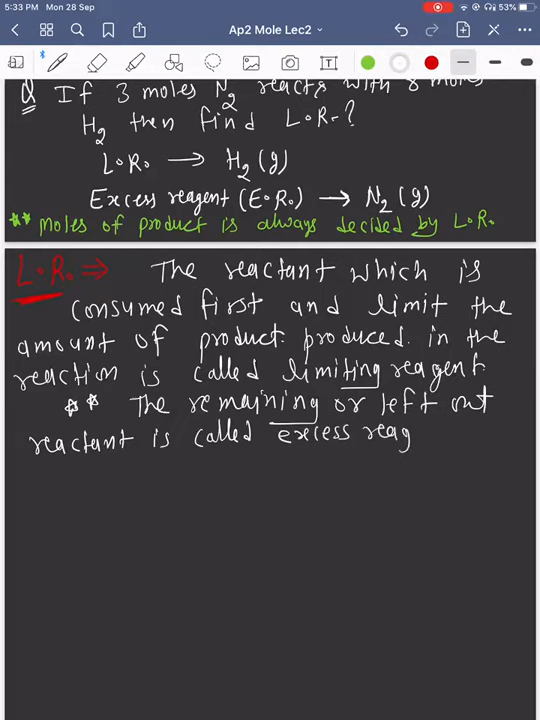 5:33 PM Mon 28 Sep
53%
Ap2 Mole Lec2
T
Q If 3 moles N2 reacts with 8 moles
H2 then find L.R.?
L.R. → H2(g)
Excess reagent (E.R.) → N2(g)
** moles of product is always decided by L.R.
L.R. ⇒ The reactant which is
consumed first and limit the
amount of product produced in the
reaction is called limiting reagent
** The remaining or left out
reactant is called excess reag